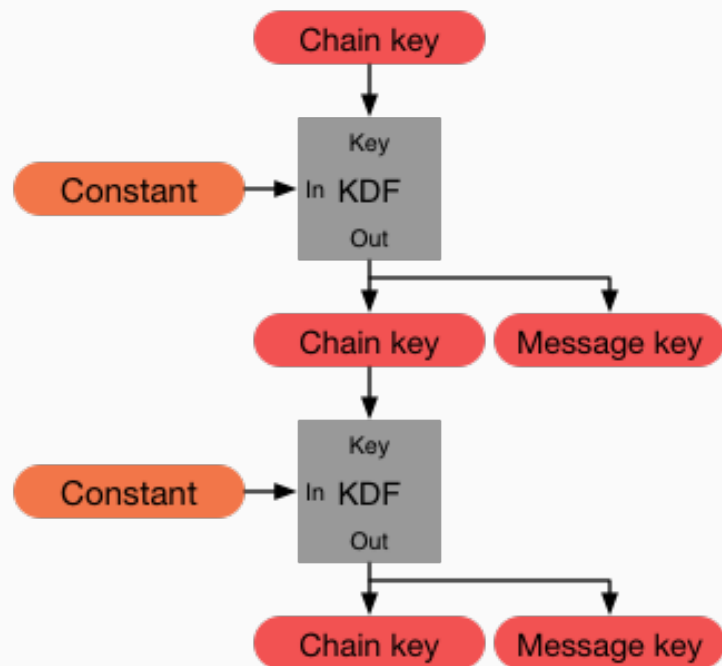 Chain key
Key
Constant
In KDF
Out
Chain key Message key
Key
Constant
In KDF
Out
Chain key Message key